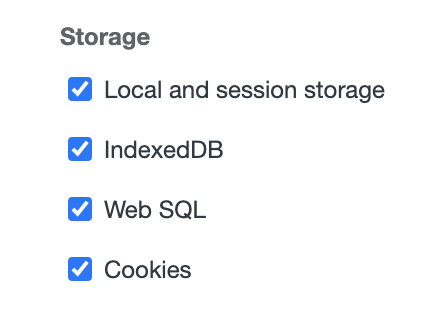 Storage
Local and session storage
IndexedDB
Web SQL
Cookies